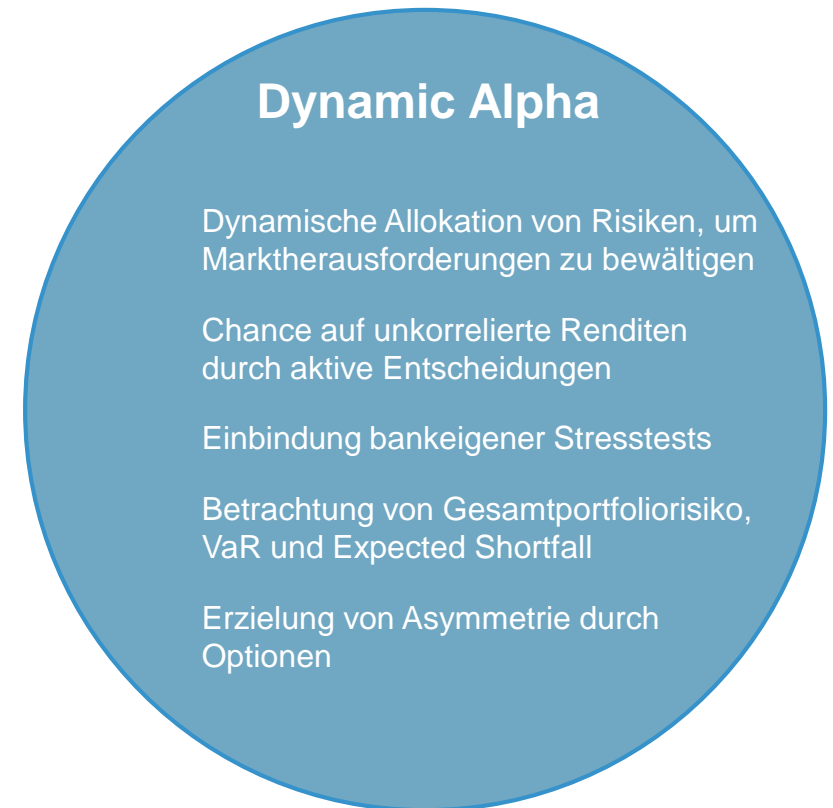 Dynamic Alpha
Dynamische Allokation von Risiken, um
Marktherausforderungen zu bewältigen
Chance auf unkorrelierte Renditen
durch aktive Entscheidungen
Einbindung bankeigener Stresstests
Betrachtung von Gesamtportfoliorisiko,
VaR und Expected Shortfall
Erzielung von Asymmetrie durch
Optionen